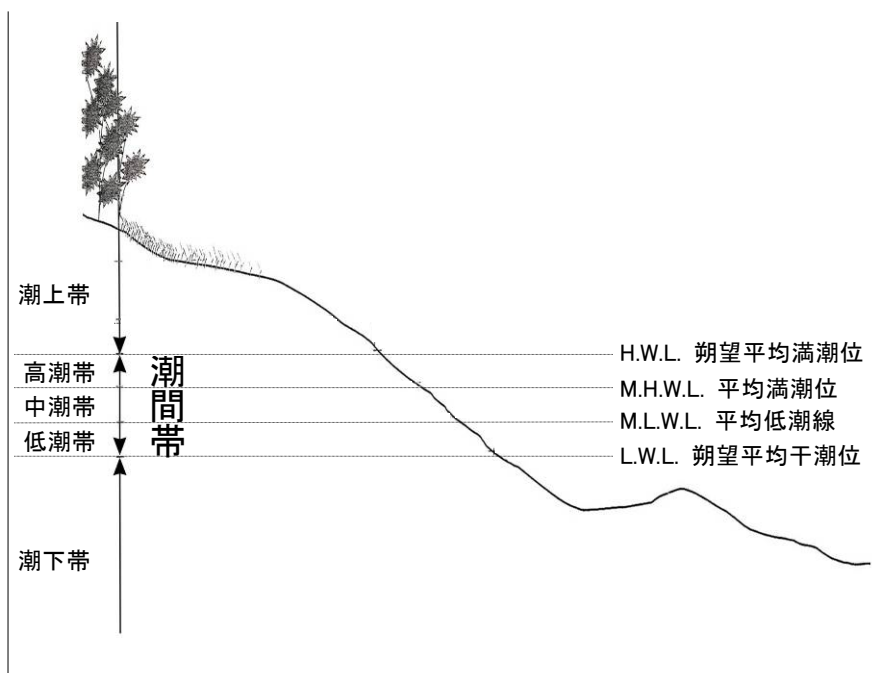 潮上帯
H.W.L. 朔望平均満潮位
高潮帯
潮間帯
M.H.W.L. 平均満潮位
中潮帯
M.L.W.L. 平均低潮線
低潮帯
L.W.L. 朔望平均干潮位
潮下帯